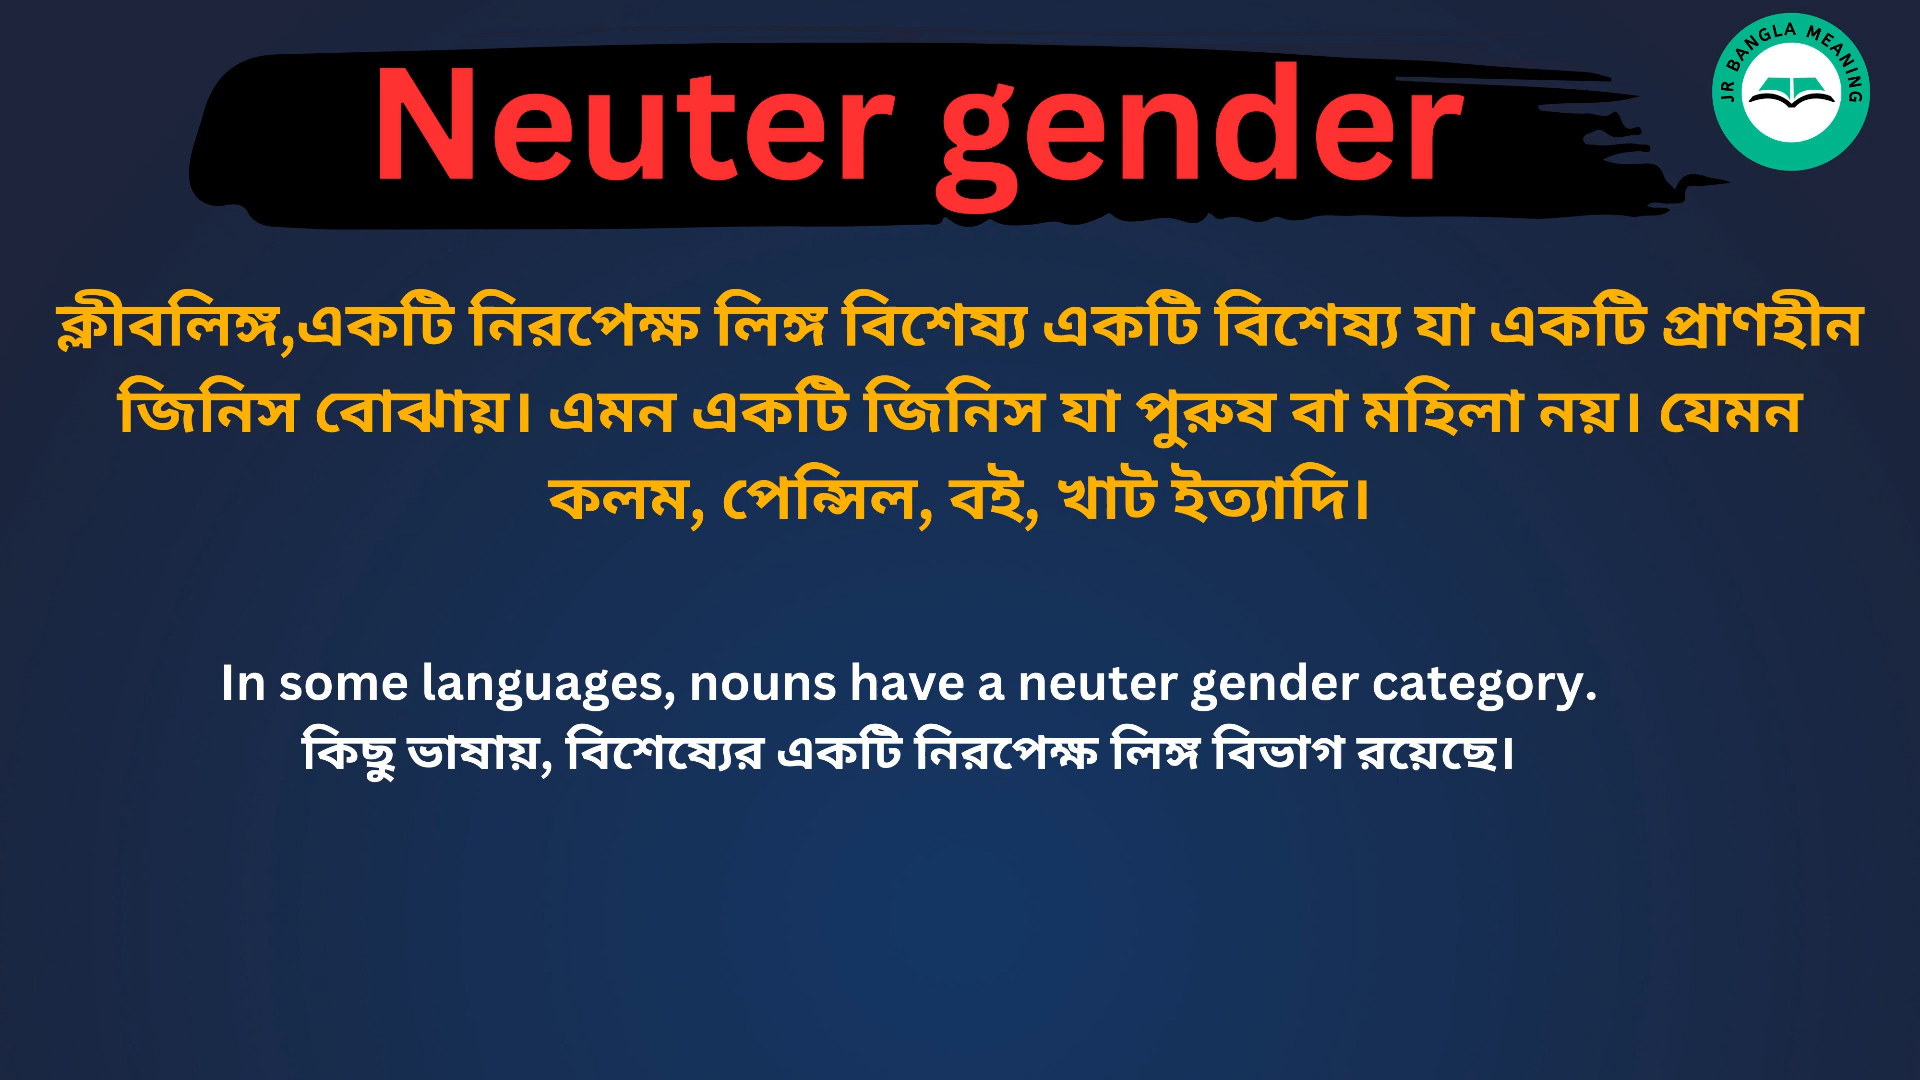 JR BANGLA MEANING
Neuter gender
ক্লীবলিঙ্গ,একটি নিরপেক্ষ লিঙ্গ বিশেষ্য একটি বিশেষ্য যা একটি প্রাণহীন
জিনিস বোঝায়। এমন একটি জিনিস যা পুরুষ বা মহিলা নয়। যেমন
কলম, পেন্সিল, বই, খাট ইত্যাদি।
In some languages, nouns have a neuter gender category.
কিছু ভাষায়, বিশেষ্যের একটি নিরপেক্ষ লিঙ্গ বিভাগ রয়েছে।